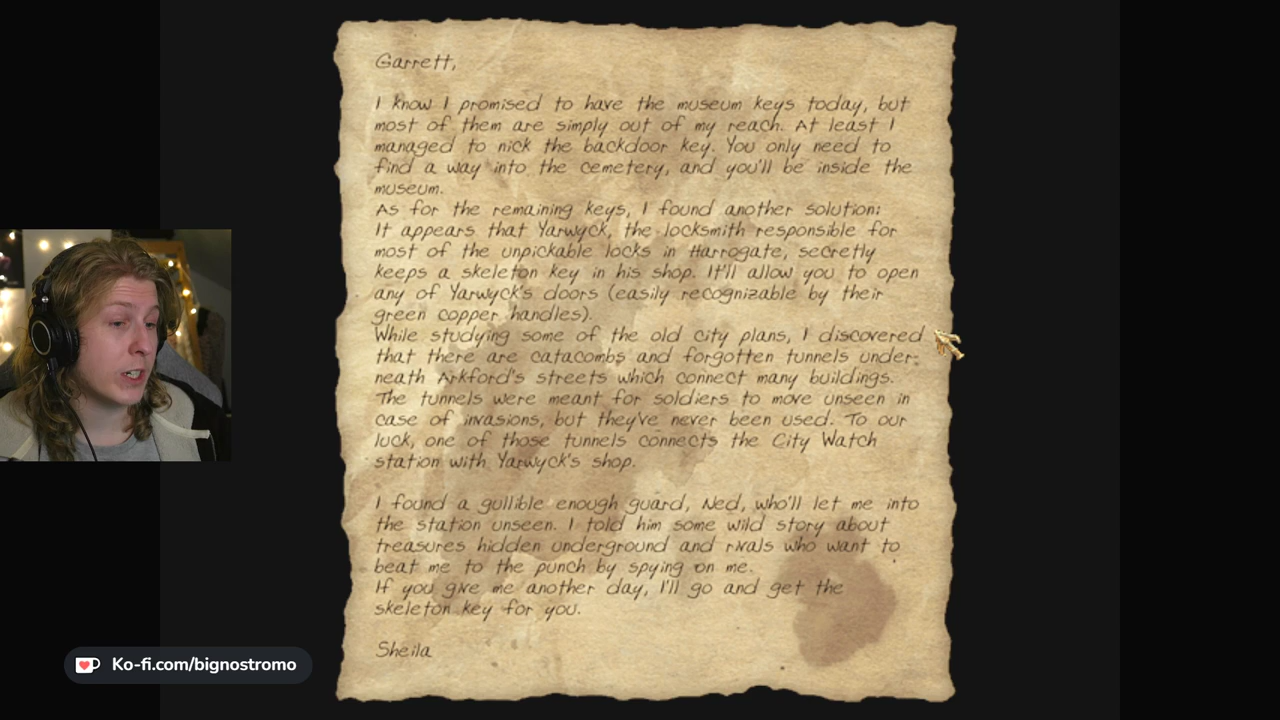 Garrett,
I know I promised to have the museum keys today, but
most of them are simply out of my reach. At least I
managed to nick the backdoor key. You only need to
find a way into the cemetery, and you'll be inside the
museum.
As for the remaining keys, I found another solution:
It appears that Yarwyck, the locksmith responsible for
most of the unpickable locks in Harrogate, secretly
keeps a skeleton key in his shop. It'll allow you to open
any of Yarwyck's doors (easily recognizable by their
green copper handles).
While studying some of the old city plans, I discovered
that there are catacombs and forgotten tunnels under-
neath Arkford's streets which connect many buildings.
The tunnels were meant for soldiers to move unseen in
case of invasions, but they've never been used. To our
luck, one of those tunnels connects the City Watch
station with Yarwyck's shop.
I found a gullible enough guard, Ned, who'll let me into
the station unseen. I told him some wild story about
treasures hidden underground and rivals who want to
beat me to the punch by spying on me.
If you give me another day, I'll go and get the
skeleton key for you.
Sheila
Ko-fi.com/bignostromo